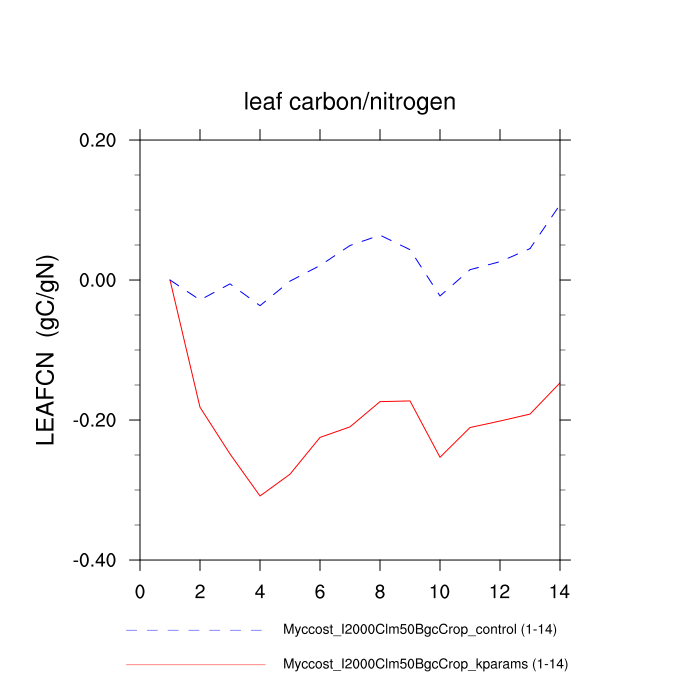 leaf carbon/nitrogen
LEAFCN (gC/gN)
0.20
0.00
-0.20
-0.40
0 2 4 6 8 10 12 14
Myccost_I2000Clm50BgcCrop_control (1-14)
Myccost_I2000Clm50BgcCrop_kparams (1-14)